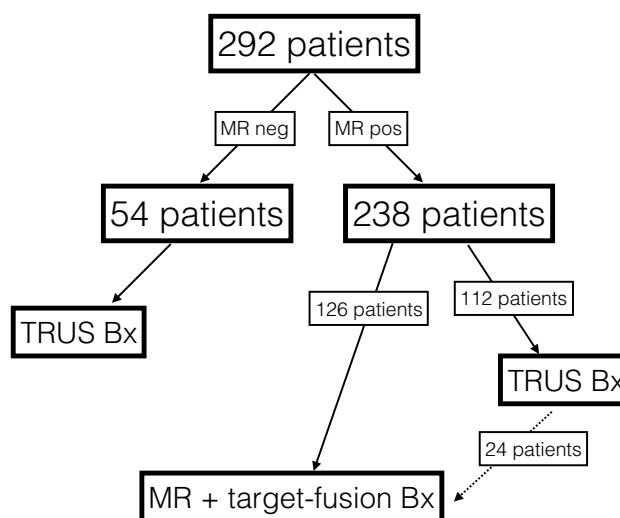 292 patients
MR neg
MR pos
54 patients
238 patients
126 patients
112 patients
TRUS Bx
TRUS Bx
24 patients
MR + target-fusion Bx